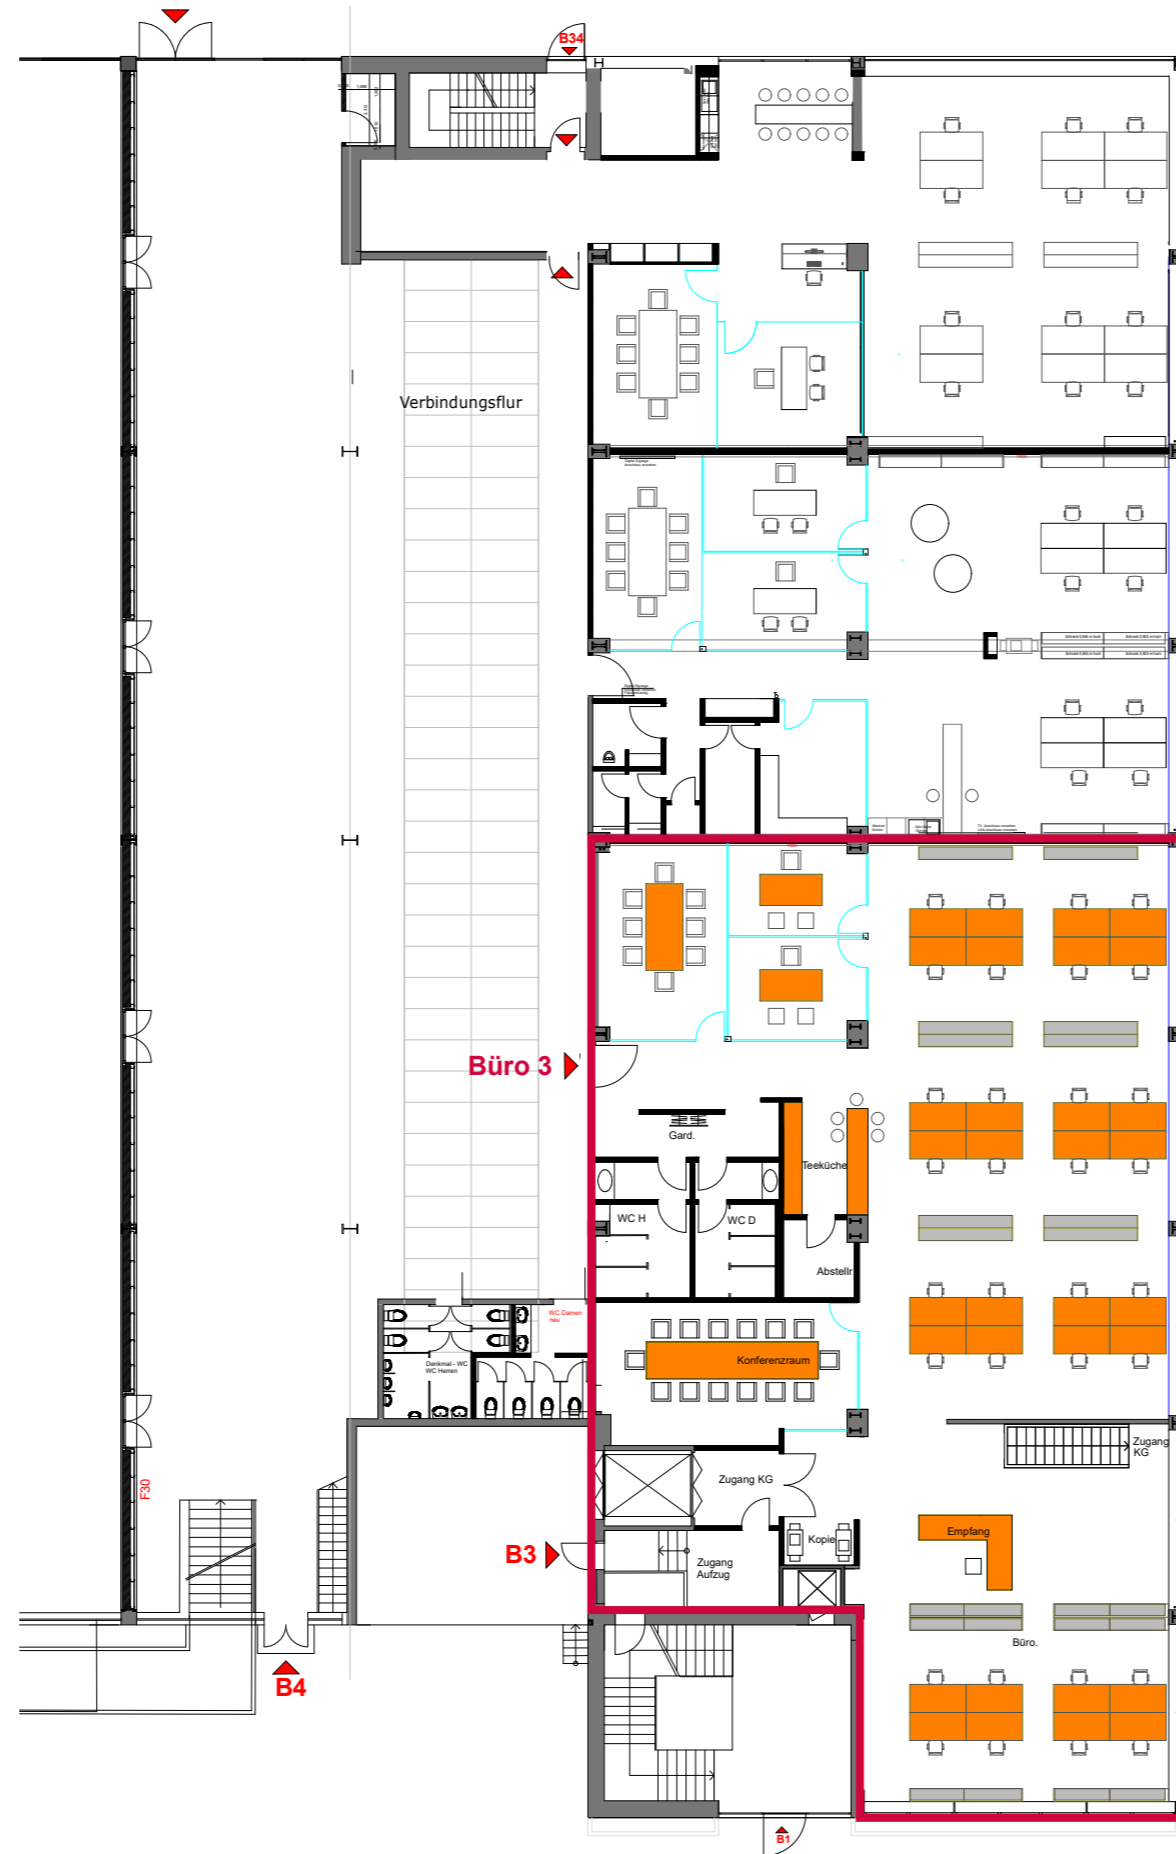 B34
Verbindungsflur
Büro 3
Gard.
Teeküche
WC H
WC D
Abstellr.
WC Damen
neu
Denkmal - WC
WC Herren
Konferenzraum
Zugang
KG
Zugang KG
F30
Empfang
Kopie
B3
Zugang
Aufzug
Büro.
B4
B1